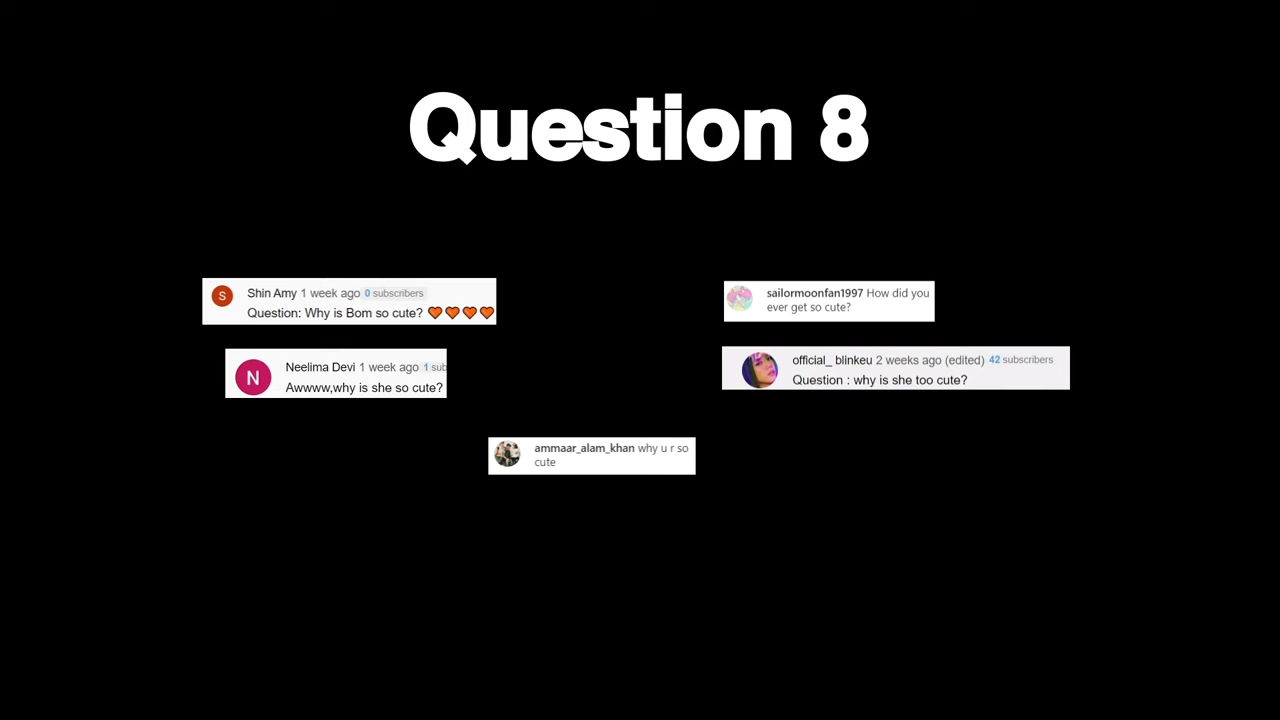 Question 8
Shin Amy 1 week ago 0 subscribers
Question: Why is Bom so cute? 🧡🧡🧡🧡
sailormoonfan1997 How did you
ever get so cute?
N
Neelima Devi 1 week ago 1 sub
Awwww,why is she so cute?
official_ blinkeu 2 weeks ago (edited) 42 subscribers
Question : why is she too cute?
ammaar_alam_khan why u r so
cute